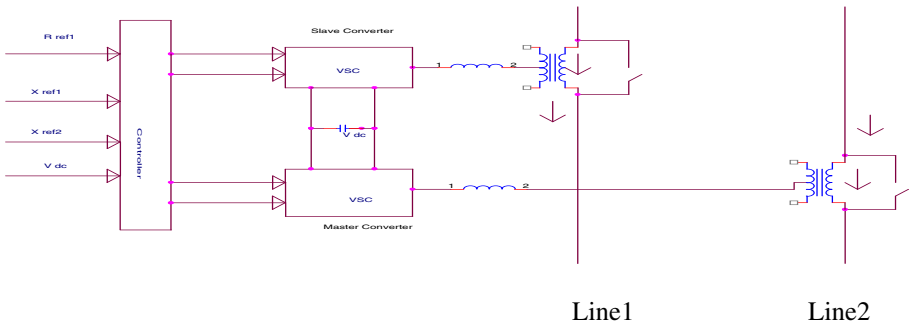 R ref1
X ref1
X ref2
V dc
Controller
Slave Converter
VSC
1
2
V dc
VSC
1
2
Master Converter
Line1
Line2